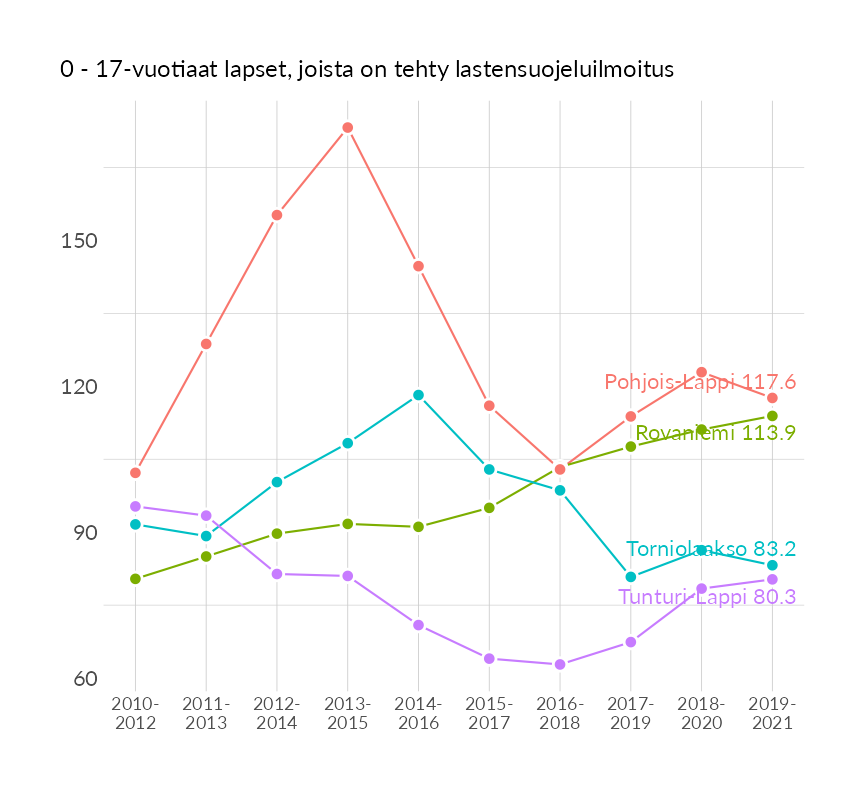 0 - 17-vuotiaat lapset, joista on tehty lastensuojeluilmoitus
150
120
90
60
Pohjois-Lappi 117.6
Rovaniemi 113.9
Torniolaakso 83.2
Tunturi-Lappi 80.3
2010- 2011- 2012- 2013- 2014- 2015- 2016- 2017- 2018- 2019-
2012 2013 2014 2015 2016 2017 2018 2019 2020 2021